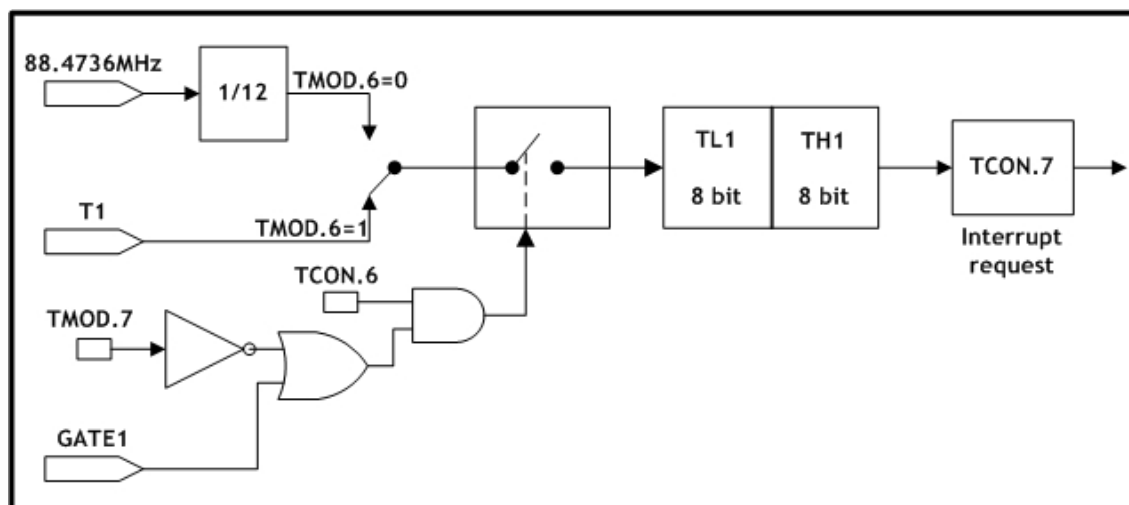 88.4736MHz
1/12
TMOD.6=0
T1
TMOD.6=1
TL1
8 bit
TH1
8 bit
TCON.7
Interrupt
request
TCON.6
TMOD.7
GATE1